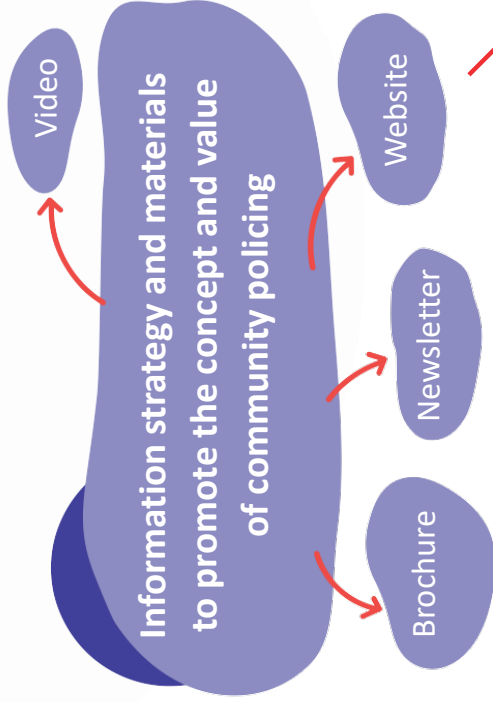 Video
Information strategy and materials
to promote the concept and value
of community policing
Brochure
Newsletter
Website